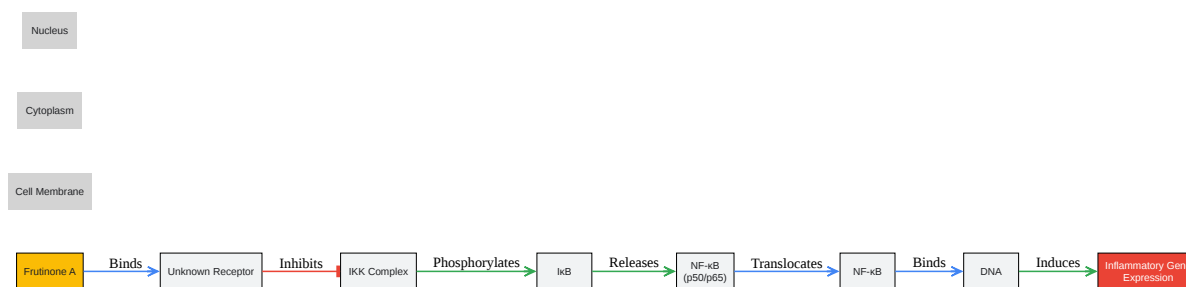 Nucleus
Cytoplasm
Cell Membrane
Frutinone A
Binds
Unknown Receptor
Inhibits
IKK Complex
Phosphorylates
IκB
Releases
NF-κB
(p50/p65)
Translocates
NF-κB
Binds
DNA
Induces
Inflammatory Gen
Expression